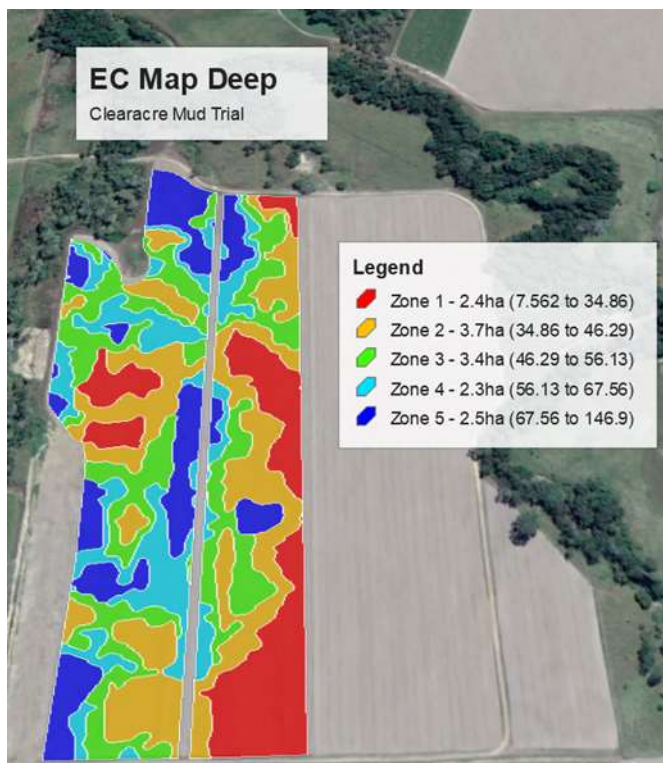 EC Map Deep
Clearacre Mud Trial
Legend
Zone 1 - 2.4ha (7.562 to 34.86)
Zone 2 - 3.7ha (34.86 to 46.29)
Zone 3 - 3.4ha (46.29 to 56.13)
Zone 4 - 2.3ha (56.13 to 67.56)
Zone 5 - 2.5ha (67.56 to 146.9)